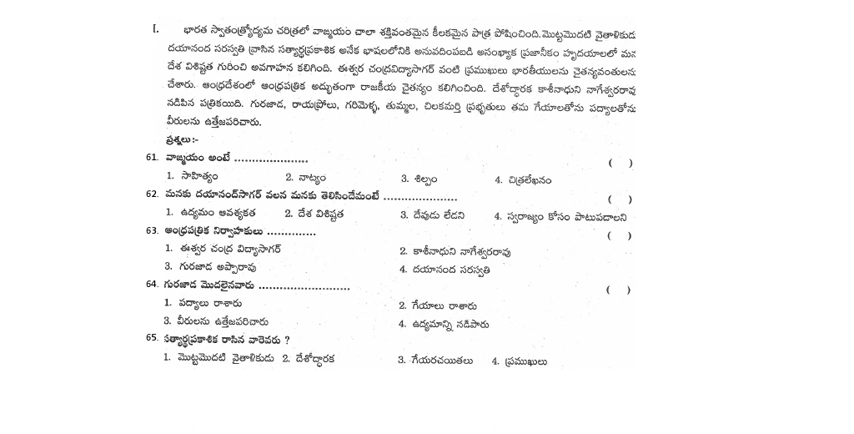 I. భారత స్వాతంత్ర్యోద్యమ చరిత్రలో వాఙ్మయం చాలా శక్తివంతమైన కీలకమైన పాత్ర పోషించింది.మొట్టమొదటి వైతాళికుడు
దయానంద సరస్వతి వ్రాసిన సత్యార్థప్రకాశిక అనేక భాషలలోనికి అనువదింపబడి అసంఖ్యాక ప్రజానీకం హృదయాలలో మన
దేశ విశిష్టత గురించి అవగాహన కలిగింది. ఈశ్వర చంద్రవిద్యాసాగర్ వంటి ప్రముఖులు భారతీయులను చైతన్యవంతులను
చేశారు. ఆంధ్రదేశంలో ఆంధ్రపత్రిక అద్భుతంగా రాజకీయ చైతన్యం కలిగించింది. దేశోద్ధారక కాశీనాధుని నాగేశ్వరరావు
నడిపిన పత్రికయిది. గురజాడ, రాయప్రోలు, గరిమెళ్ళ, తుమ్మల, చిలకమర్తి ప్రభృతులు తమ గేయాలతోను పద్యాలతోను
వీరులను ఉత్తేజపరిచారు.
ప్రశ్నలు:-
61. వాఙ్మయం అంటే ..................... ( )
1. సాహిత్యం 2. నాట్యం 3. శిల్పం 4. చిత్రలేఖనం
62. మనకు దయానంద్‌సాగర్ వలన మనకు తెలిసిందేమంటే ..................... ( )
1. ఉద్యమం ఆవశ్యకత 2. దేశ విశిష్టత 3. దేవుడు లేడని 4. స్వరాజ్యం కోసం పాటుపడాలని
63. ఆంధ్రపత్రిక నిర్వాహకులు .............. ( )
1. ఈశ్వర చంద్ర విద్యాసాగర్ 2. కాశీనాధుని నాగేశ్వరరావు
3. గురజాడ అప్పారావు 4. దయానంద సరస్వతి
64. గురజాడ మొదలైనవారు .......................... ( )
1. పద్యాలు రాశారు 2. గేయాలు రాశారు
3. వీరులను ఉత్తేజపరిచారు 4. ఉద్యమాన్ని నడిపారు
65. సత్యార్థప్రకాశిక రాసిన వారెవరు ?
1. మొట్టమొదటి వైతాళికుడు 2. దేశోద్ధారక 3. గేయరచయితలు 4. ప్రముఖులు